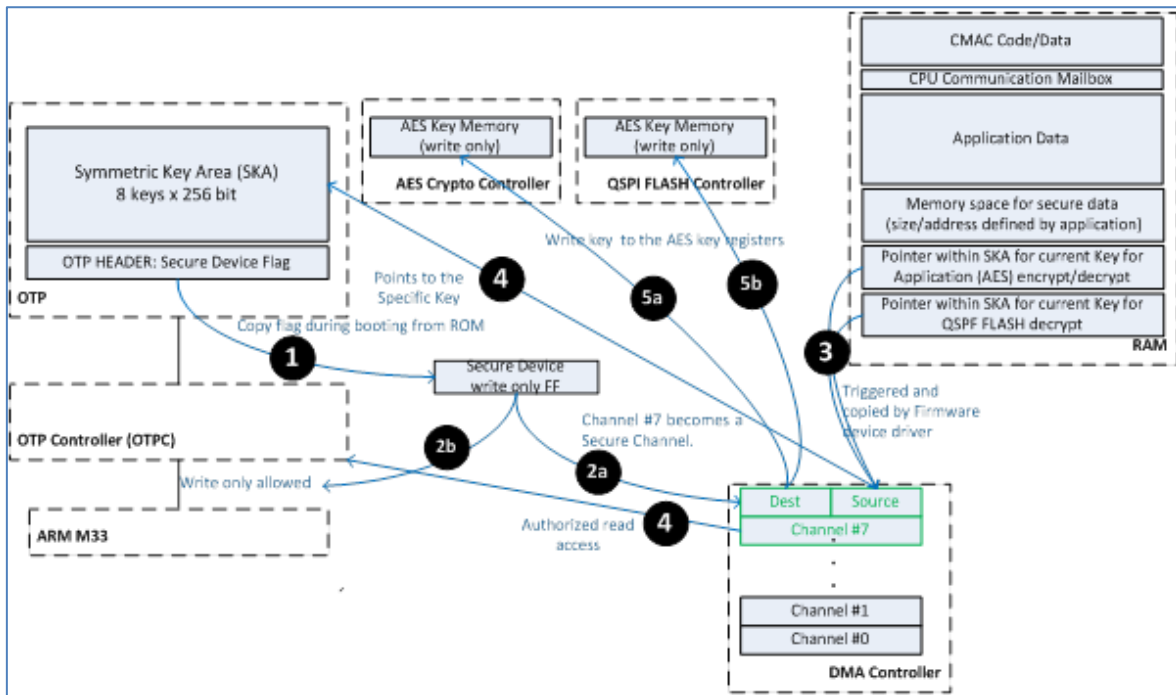 CMAC Code/Data
CPU Communication Mailbox
Application Data
Memory space for secure data
(size/address defined by application)
Pointer within SKA for current Key for
Application (AES) encrypt/decrypt
Pointer within SKA for current Key for
QSPF FLASH decrypt
RAM
AES Key Memory
(write only)
AES Crypto Controller
AES Key Memory
(write only)
QSPI FLASH Controller
Symmetric Key Area (SKA)
8 keys x 256 bit
OTP HEADER: Secure Device Flag
OTP
Write key to the AES key registers
Points to the
Specific Key
4
5a
5b
3
Copy flag during booting from ROM
1
Secure Device
write only FF
Triggered and
copied by Firmware
device driver
Channel #7 becomes a
Secure Channel.
OTP Controller (OTPC)
2b
2a
Write only allowed
ARM M33
Authorized read
access
4
Dest
Source
Channel #7
.
.
.
Channel #1
Channel #0
DMA Controller